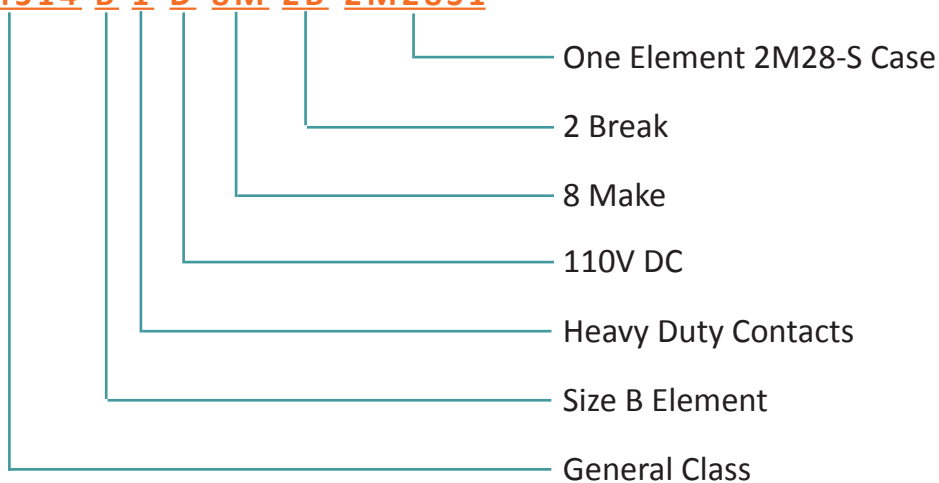 One Element 2M28-S Case
2 Break
8 Make
110V DC
Heavy Duty Contacts
Size B Element
General Class